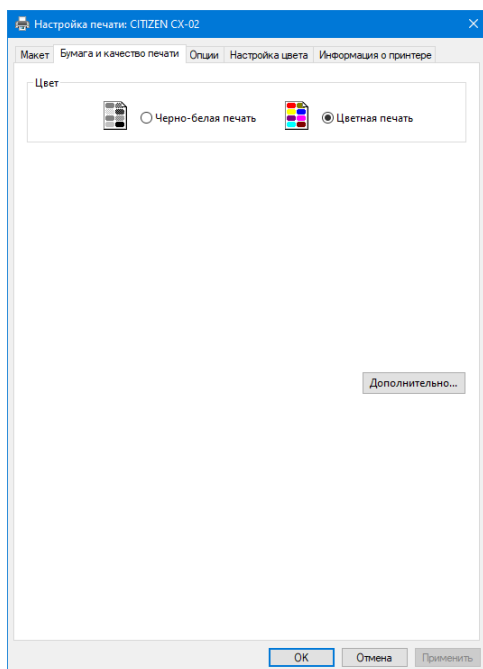 Настройка печати: CITIZEN CX-02
Макет Бумага и качество печати Опции Настройка цвета Информация о принтере
Цвет
Черно-белая печать Цветная печать
Дополнительно...
OK Отмена Применить